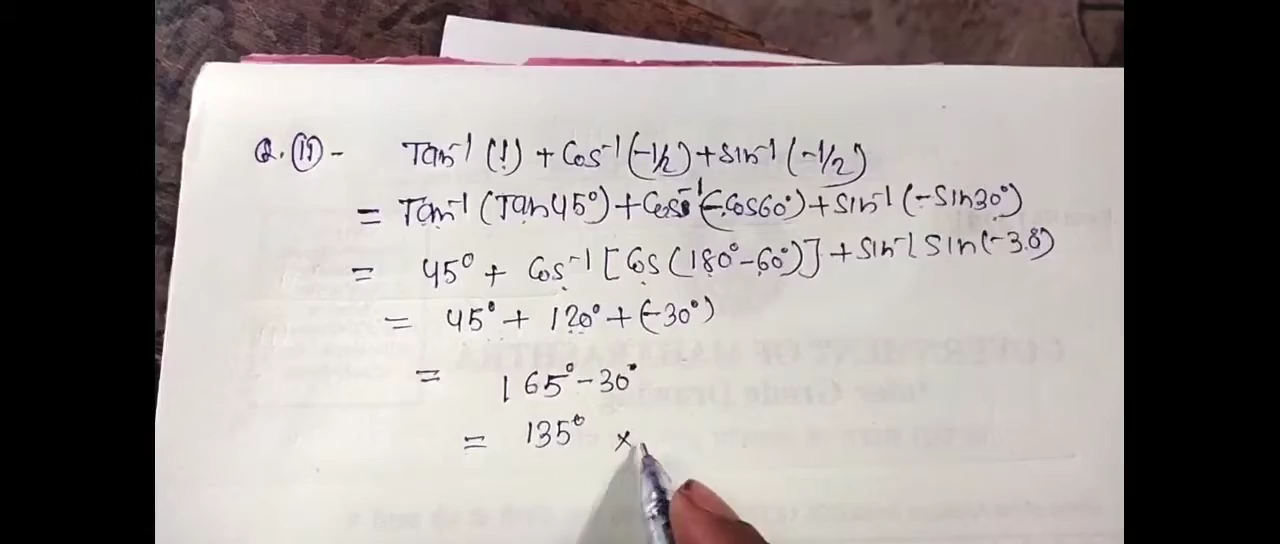 Q. (11) - Tan⁻¹ (1) + Cos⁻¹ (-1/2) + Sin⁻¹ (-1/2)
= Tan⁻¹ (Tan45°) + Cos⁻¹ (-Cos60°) + Sin⁻¹ (-Sin30°)
= 45° + Cos⁻¹ [Cos (180° - 60°)] + Sin⁻¹ Sin (-30)
= 45° + 120° + (-30°)
= 165° - 30°
= 135° ×